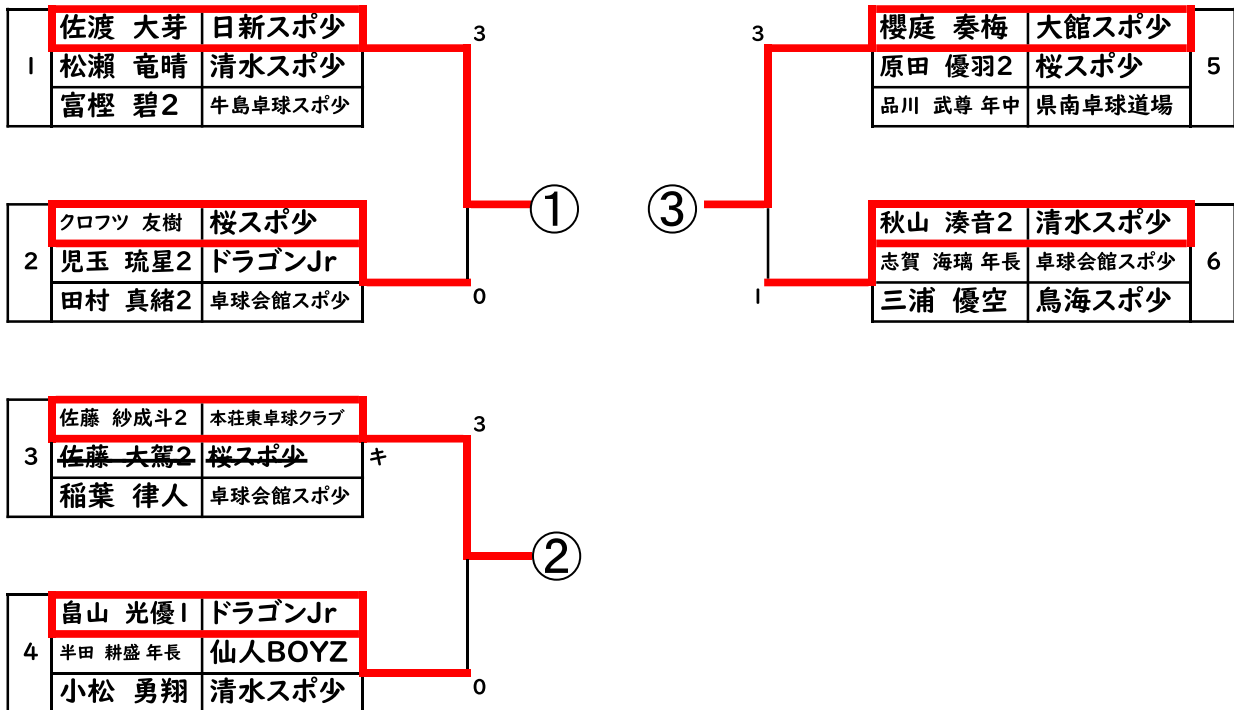 1
佐渡 大芽 日新スポ少
松瀬 竜晴 清水スポ少
富樫 碧2 牛島卓球スポ少
3
①
2
クロフツ 友樹 桜スポ少
児玉 琉星2 ドラゴンJr
田村 真緒2 卓球会館スポ少
0
3
佐藤 紗成斗2 本荘東卓球クラブ
佐藤 大駕2 桜スポ少 キ
稲葉 律人 卓球会館スポ少
3
②
4
畠山 光優1 ドラゴンJr
半田 耕盛 年長 仙人BOYZ
小松 勇翔 清水スポ少
0
3
櫻庭 奏梅 大館スポ少
原田 優羽2 桜スポ少
品川 武尊 年中 県南卓球道場
5
③
秋山 湊音2 清水スポ少
志賀 海璃 年長 卓球会館スポ少
三浦 優空 鳥海スポ少
6
1